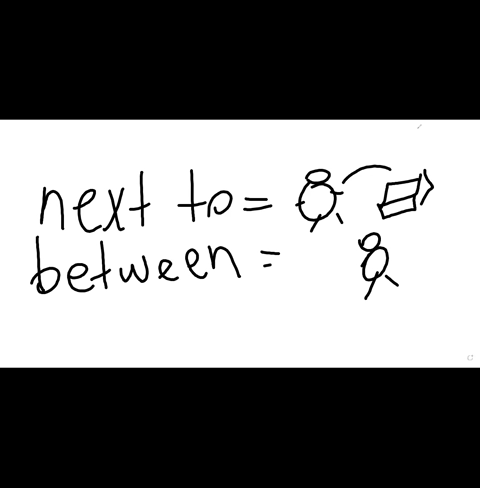 next to =
between =